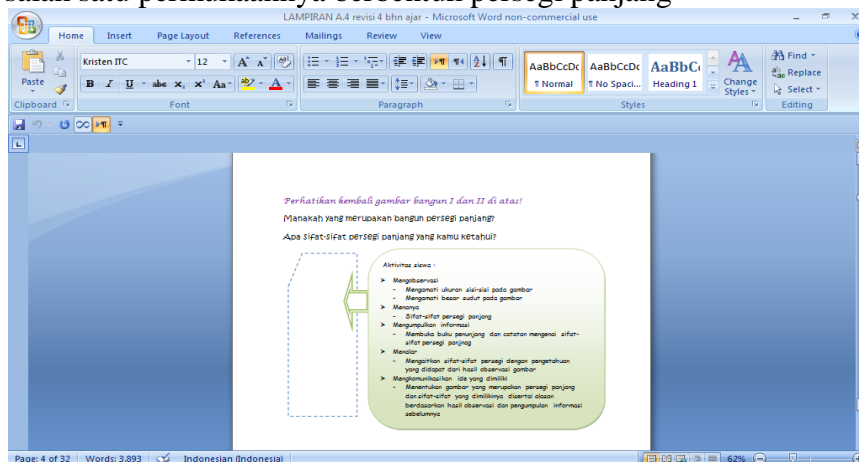 salah satu permukaannya berbentuk persegi panjang
LAMPIRAN A.4 revisi 4 bhn ajar - Microsoft Word non-commercial use
Home Insert Page Layout References Mailings Review View
Kristen ITC 12
Paste
B I U abc x₂ x² Aa A
AaBbCcDc AaBbCcDc AaBbC
¶ Normal ¶ No Spaci... Heading 1
Change Styles
Find
Replace
Select
Clipboard Font Paragraph Styles Editing
Perhatikan kembali gambar bangun I dan II di atas!
Manakah yang merupakan bangun persegi panjang?
Apa sifat-sifat persegi panjang yang kamu ketahui?
Aktivitas siswa :
➢ Mengobservasi
- Mengamati ukuran sisi-sisi pada gambar
- Mengamati besar sudut pada gambar
➢ Menanya
- Sifat-sifat persegi panjang
➢ Mengumpulkan informasi
- Membuka buku penunjang dan catatan mengenai sifat-
sifat persegi panjnag
➢ Menalar
- Mengaitkan sifat-sifat persegi dengan pengetahuan
yang didapat dari hasil observasi gambar
➢ Mengkomunikasikan ide yang dimiliki
- Menentukan gambar yang merupakan persegi panjang
dan sifat-sifat yang dimilikinya disertai alasan
berdasarkan hasil observasi dan pengumpulan informasi
sebelumnya
Page: 4 of 32 Words: 3.893 Indonesian (Indonesia) 62%